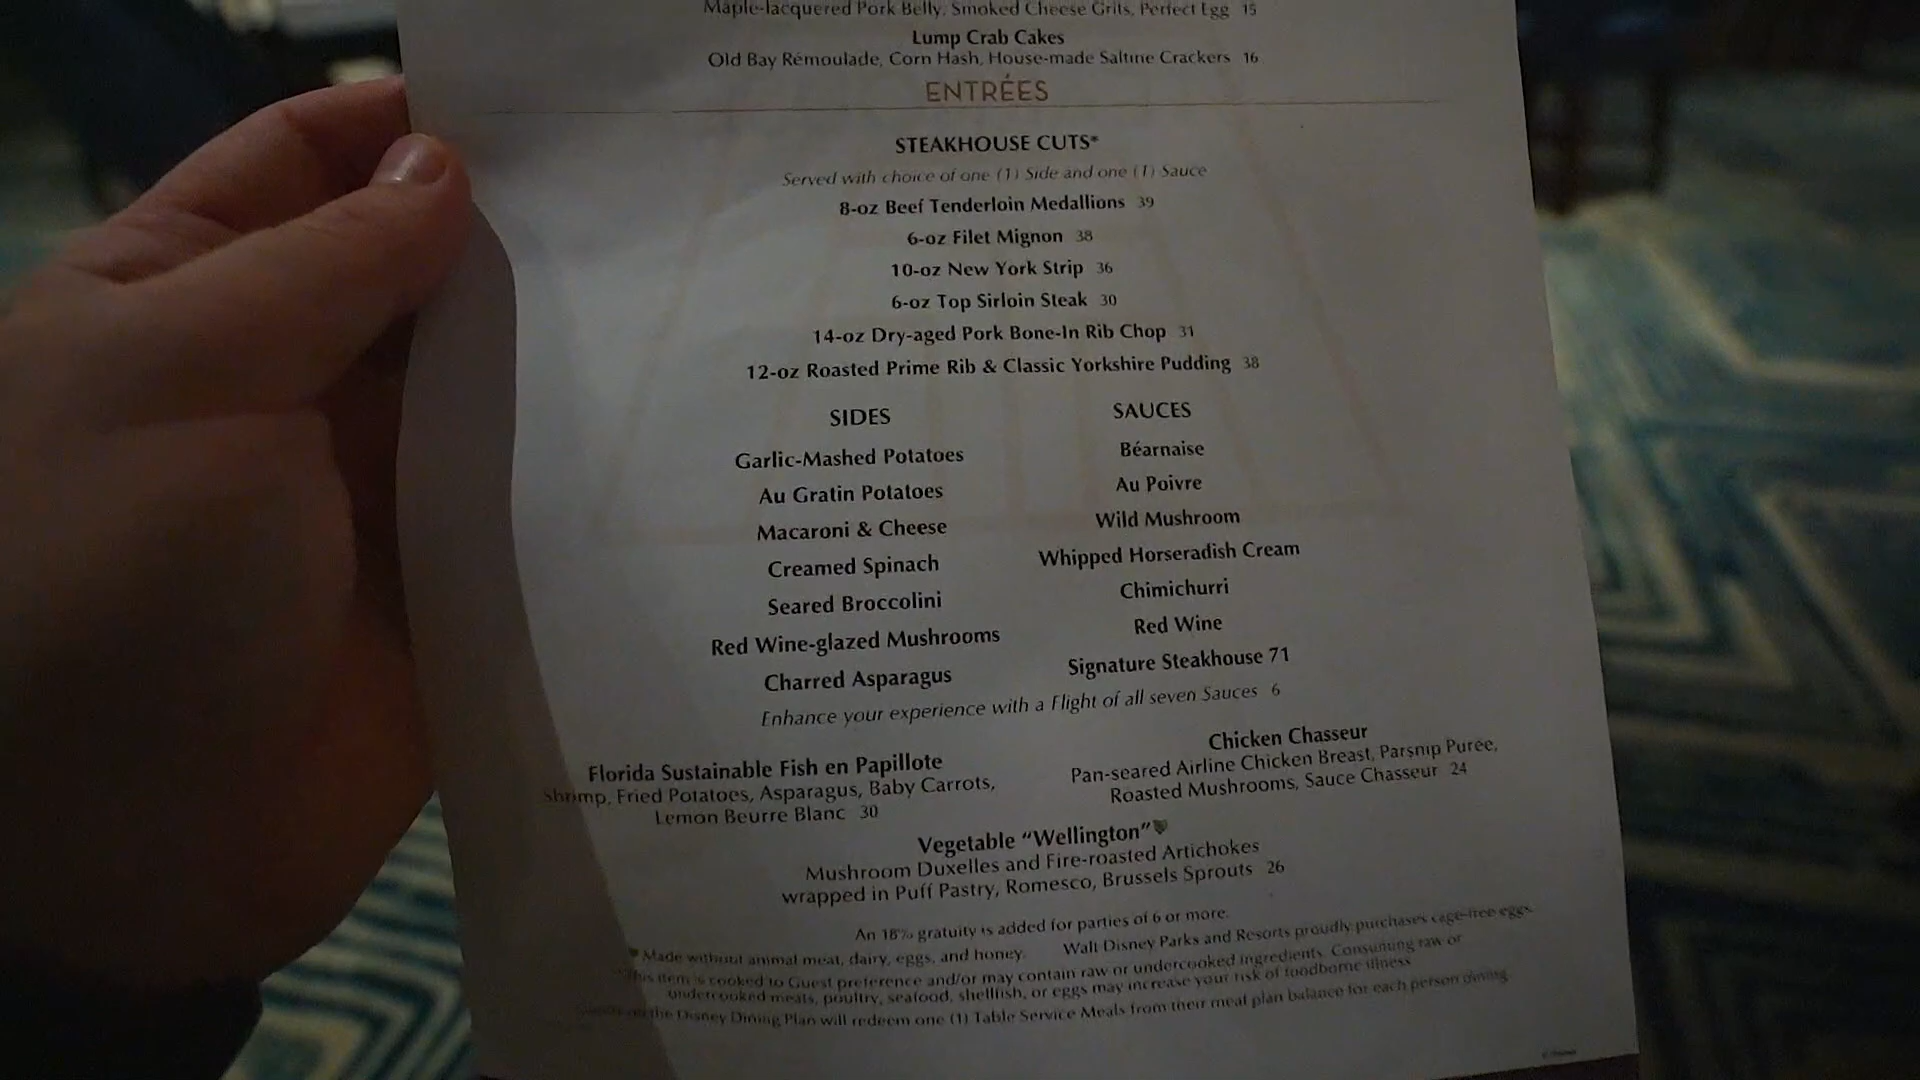 Maple-lacquered Pork Belly, Smoked Cheese Grits, Perfect Egg 15
Lump Crab Cakes
Old Bay Rémoulade, Corn Hash, House-made Saltine Crackers 16
ENTRÉES
STEAKHOUSE CUTS*
Served with choice of one (1) Side and one (1) Sauce
8-oz Beef Tenderloin Medallions 39
6-oz Filet Mignon 38
10-oz New York Strip 36
6-oz Top Sirloin Steak 30
14-oz Dry-aged Pork Bone-In Rib Chop 31
12-oz Roasted Prime Rib & Classic Yorkshire Pudding 38
SIDES
Garlic-Mashed Potatoes
Au Gratin Potatoes
Macaroni & Cheese
Creamed Spinach
Seared Broccolini
Red Wine-glazed Mushrooms
Charred Asparagus
SAUCES
Béarnaise
Au Poivre
Wild Mushroom
Whipped Horseradish Cream
Chimichurri
Red Wine
Signature Steakhouse 71
Enhance your experience with a Flight of all seven Sauces 6
Florida Sustainable Fish en Papillote
Shrimp, Fried Potatoes, Asparagus, Baby Carrots,
Lemon Beurre Blanc 30
Chicken Chasseur
Pan-seared Airline Chicken Breast, Parsnip Purée,
Roasted Mushrooms, Sauce Chasseur 24
Vegetable “Wellington”
Mushroom Duxelles and Fire-roasted Artichokes
wrapped in Puff Pastry, Romesco, Brussels Sprouts 26
An 18% gratuity is added for parties of 6 or more.
Made without animal meat, dairy, eggs, and honey. Walt Disney Parks and Resorts proudly purchases cage-free eggs.
*This item is cooked to Guest preference and/or may contain raw or undercooked ingredients. Consuming raw or
undercooked meats, poultry, seafood, shellfish, or eggs may increase your risk of foodborne illness
the Disney Dining Plan will redeem one (1) Table Service Meals from their meal plan balance for each person dining